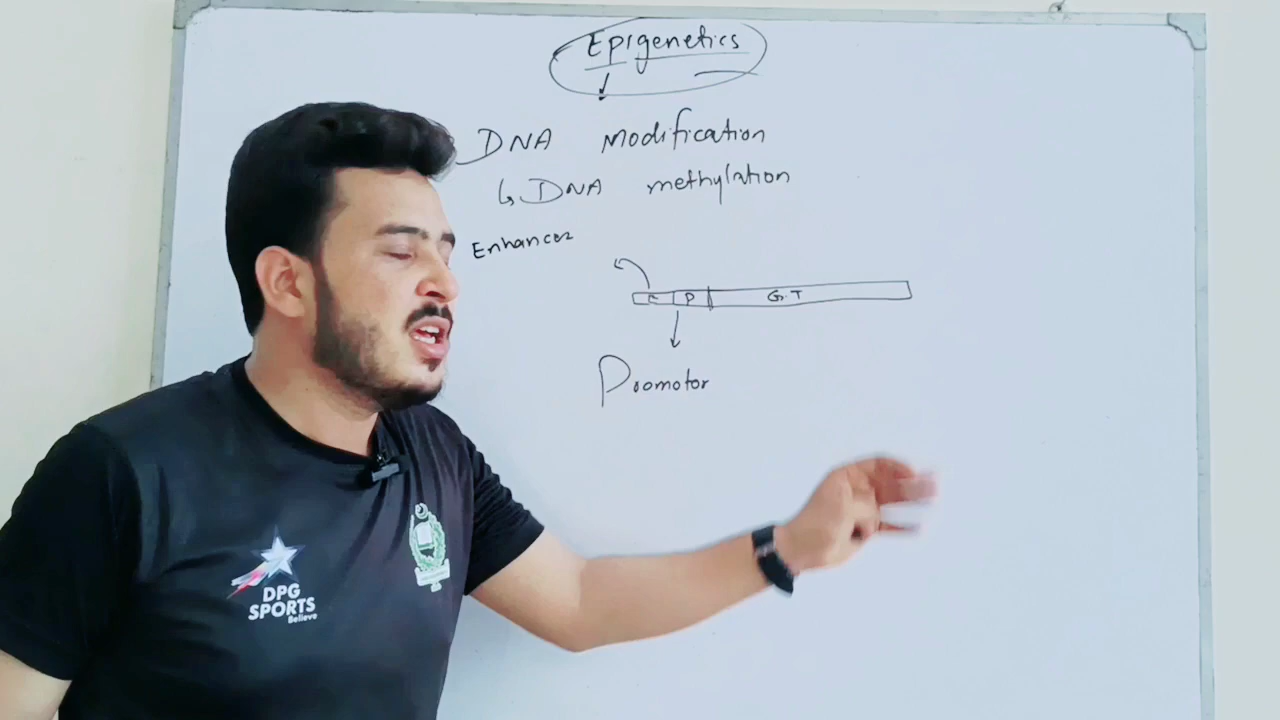 Epigenetics
DNA modification
↳ DNA methylation
Enhancer
P G.T
Promotor
DPG
SPORTS
Believe